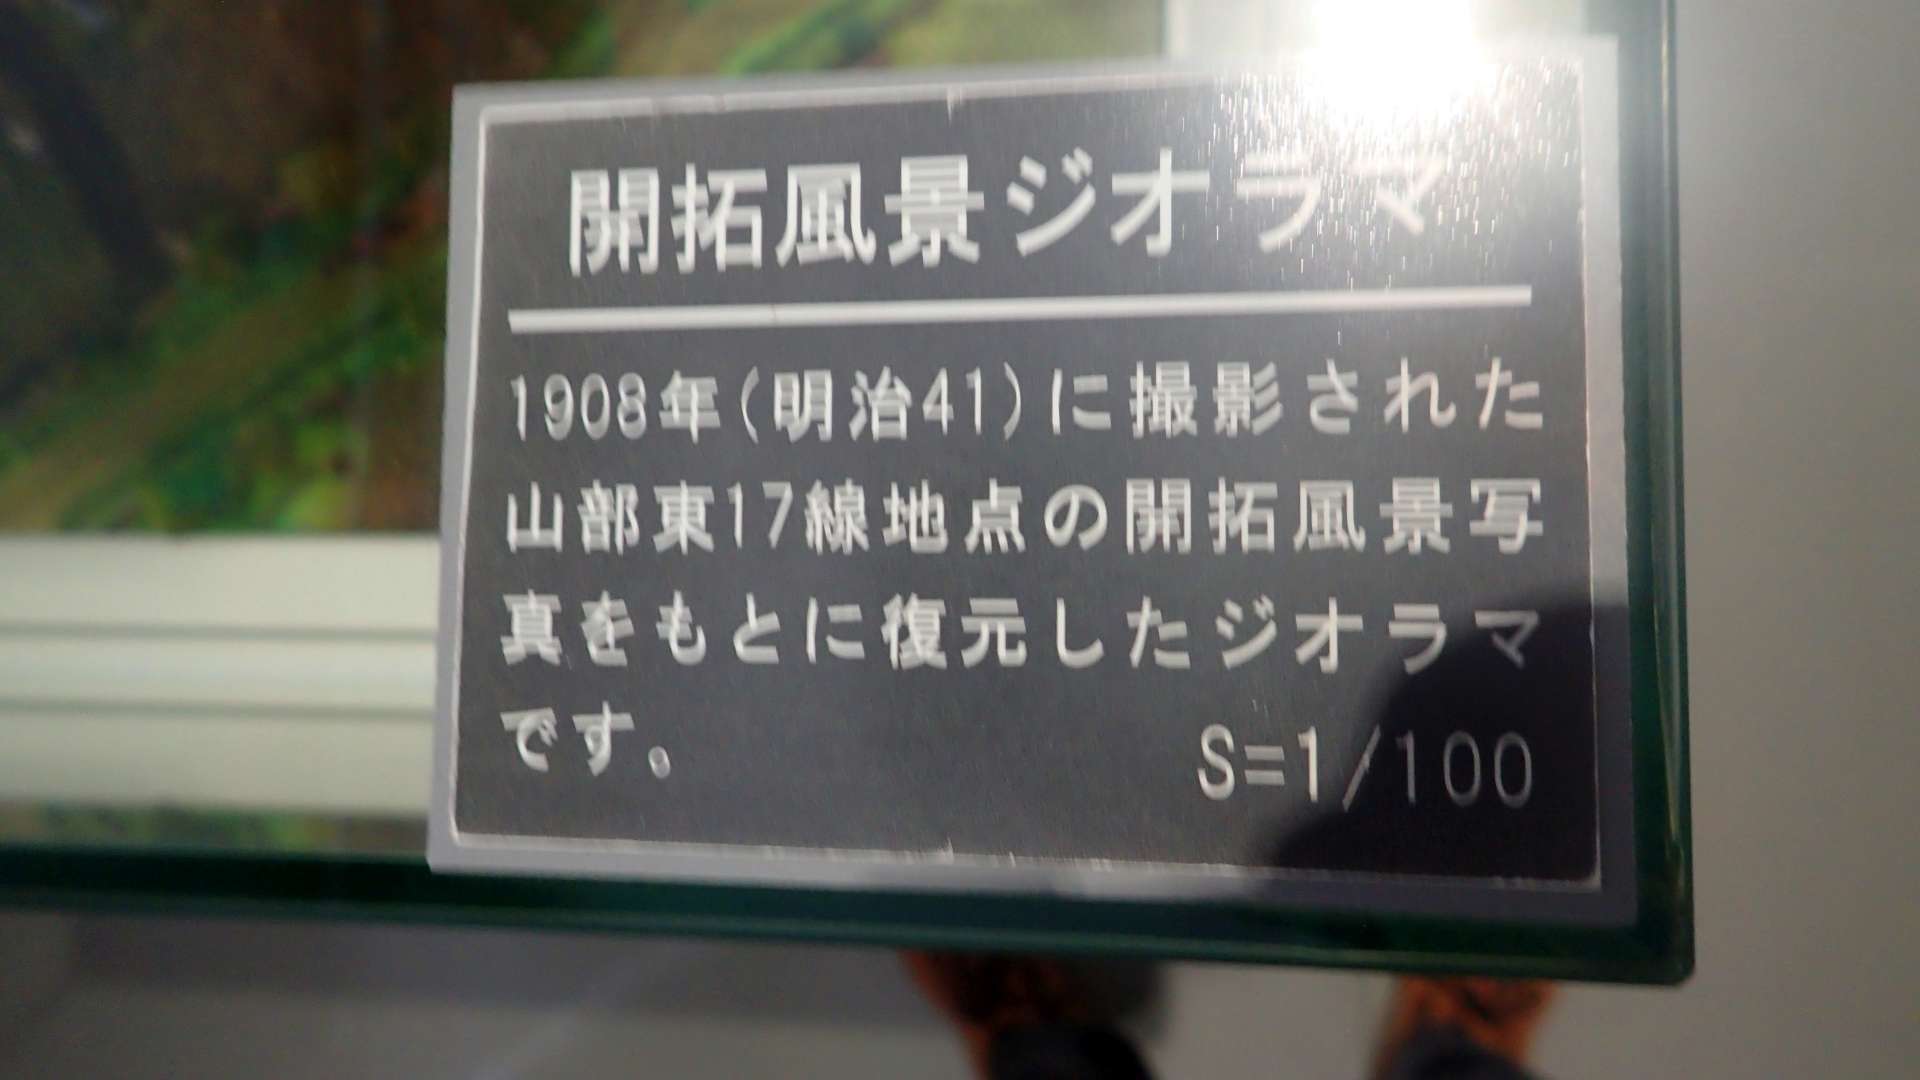 開拓風景ジオラマ
1908年(明治41)に撮影された
山部東17線地点の開拓風景写
真をもとに復元したジオラマ
です。 S=1/100